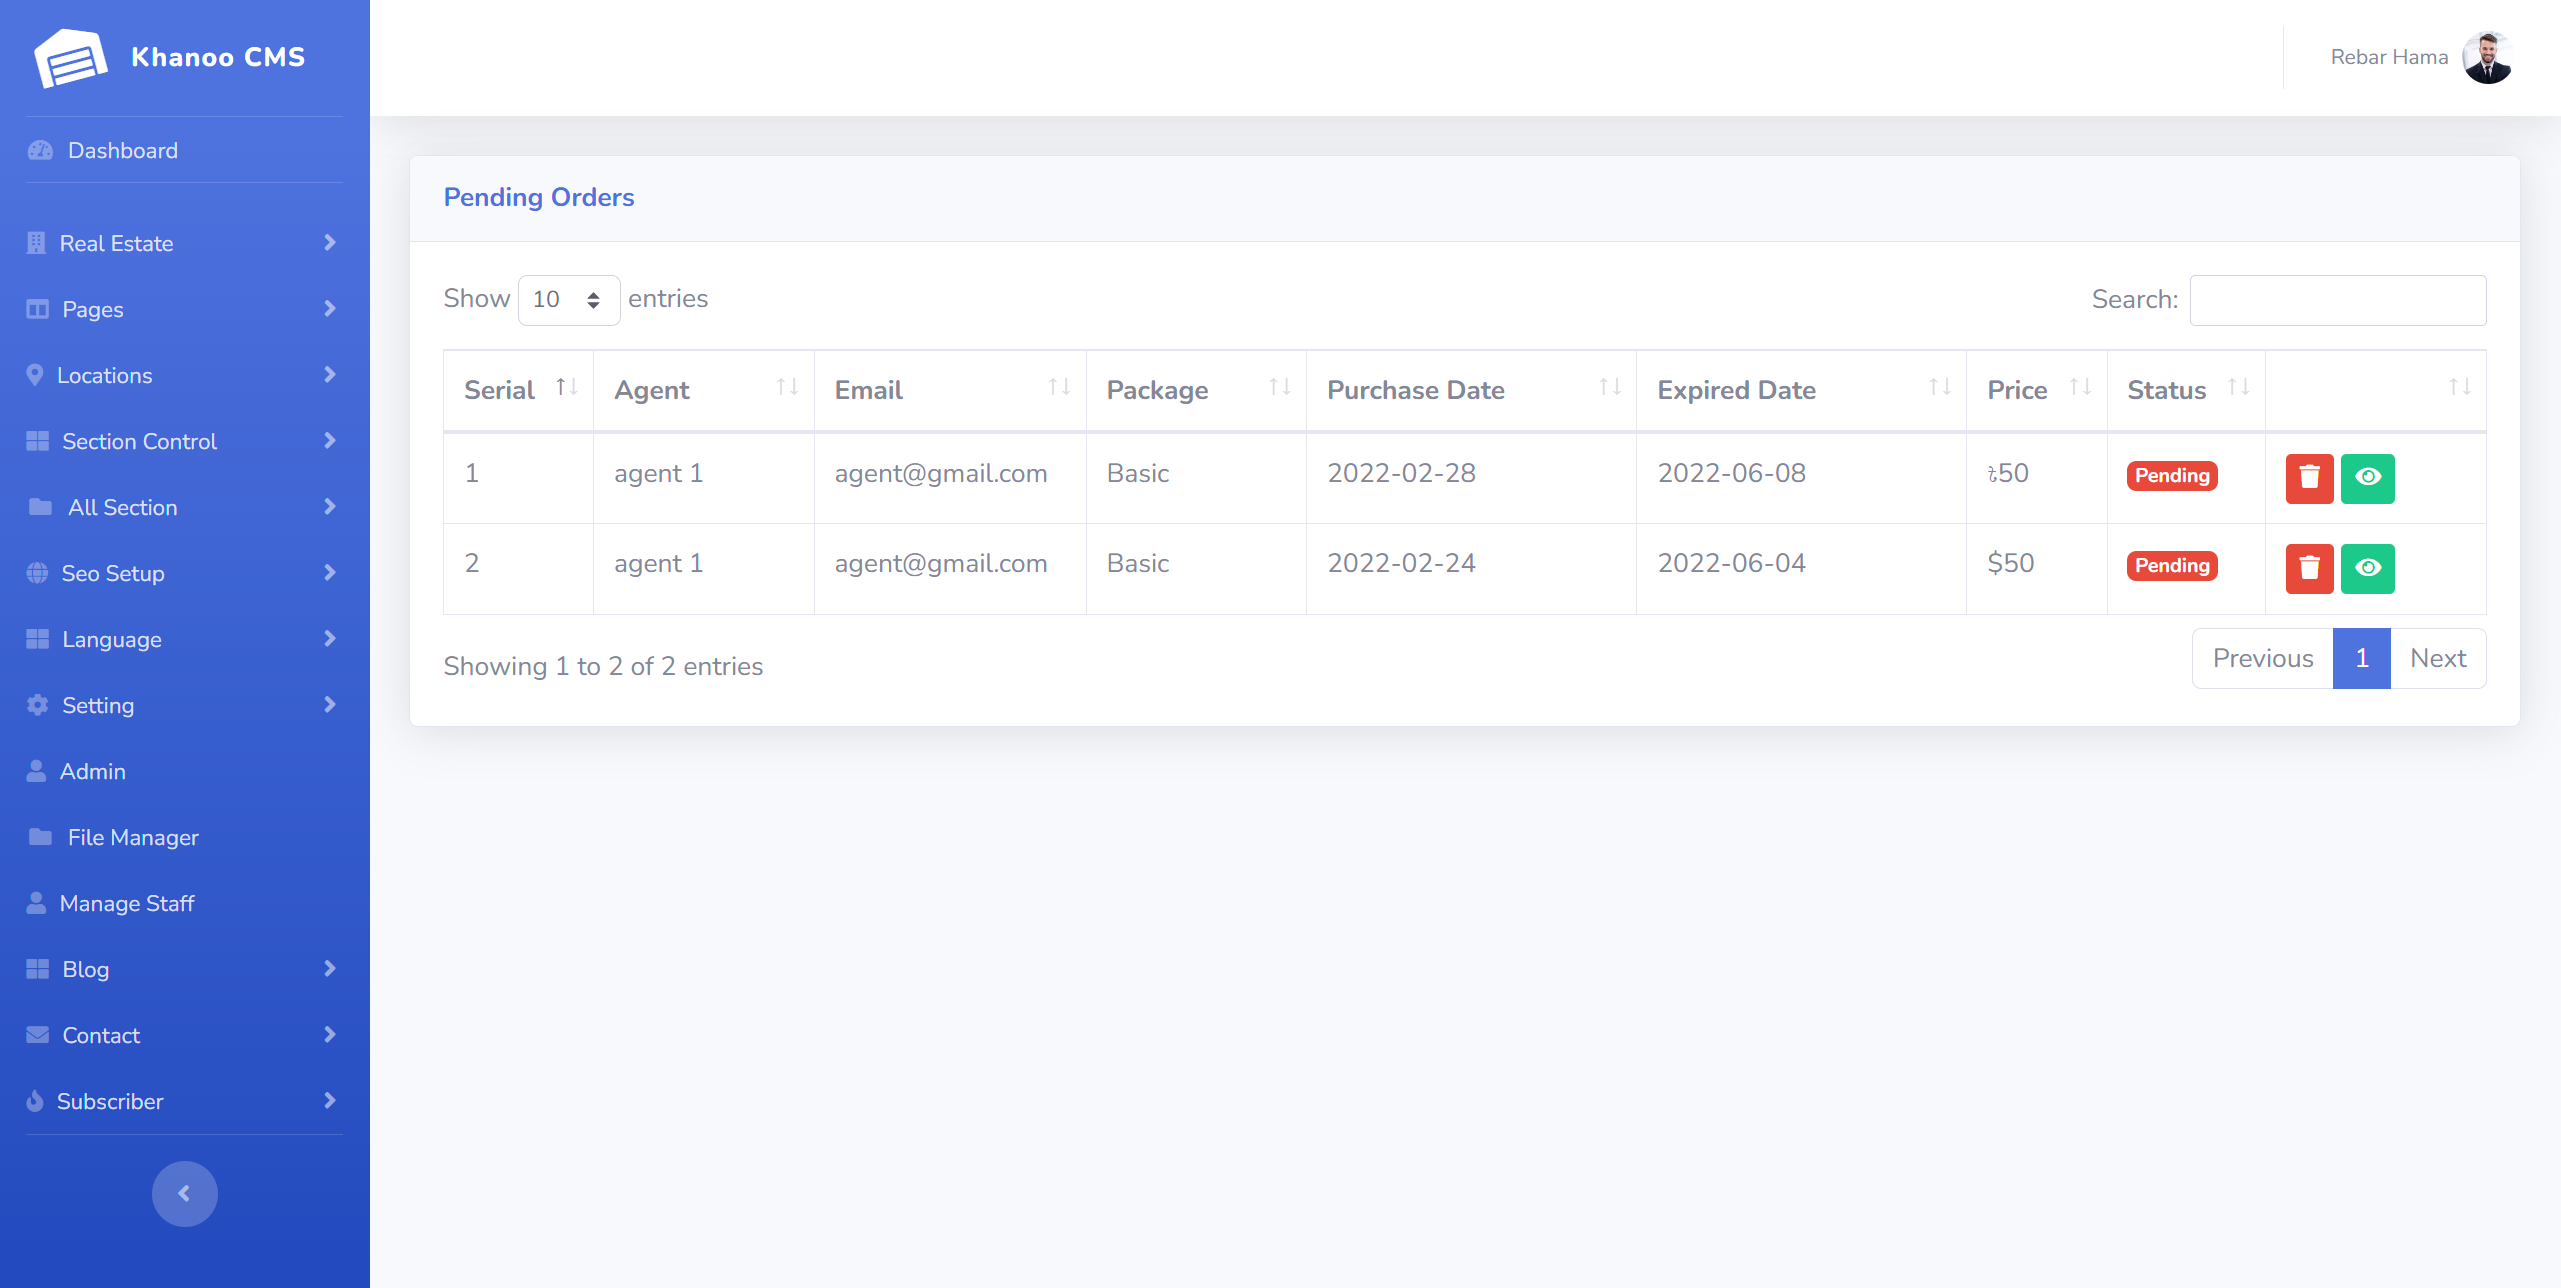 Khanoo CMS
Rebar Hama
Dashboard
Real Estate
Pages
Locations
Section Control
All Section
Seo Setup
Language
Setting
Admin
File Manager
Manage Staff
Blog
Contact
Subscriber
Pending Orders
Show 10 entries
Search:
Serial Agent Email Package Purchase Date Expired Date Price Status
1 agent 1 agent@gmail.com Basic 2022-02-28 2022-06-08 ৳50 Pending
2 agent 1 agent@gmail.com Basic 2022-02-24 2022-06-04 $50 Pending
Showing 1 to 2 of 2 entries
Previous 1 Next